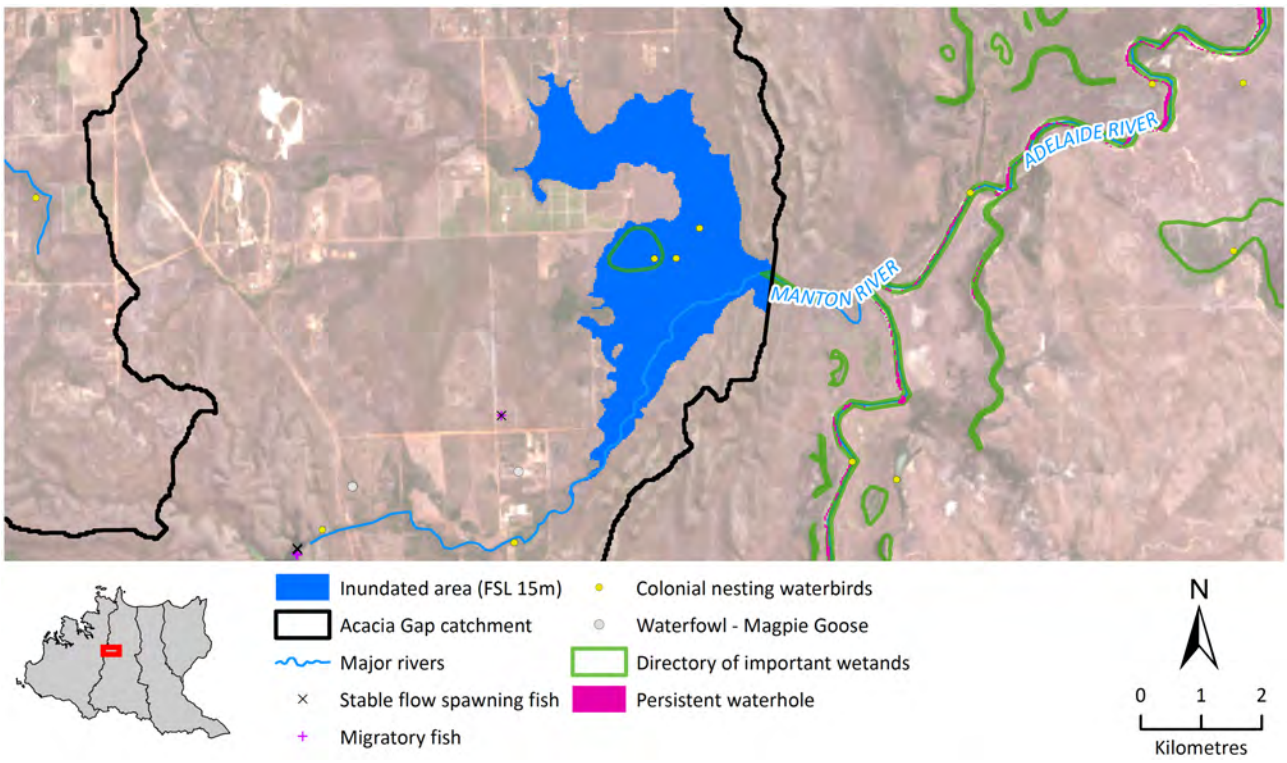 ADELAIDE RIVER
MANTON RIVER
Inundated area (FSL 15m)
Acacia Gap catchment
Major rivers
Stable flow spawning fish
Migratory fish
Colonial nesting waterbirds
Waterfowl - Magpie Goose
Directory of important wetands
Persistent waterhole
N
0 1 2
Kilometres